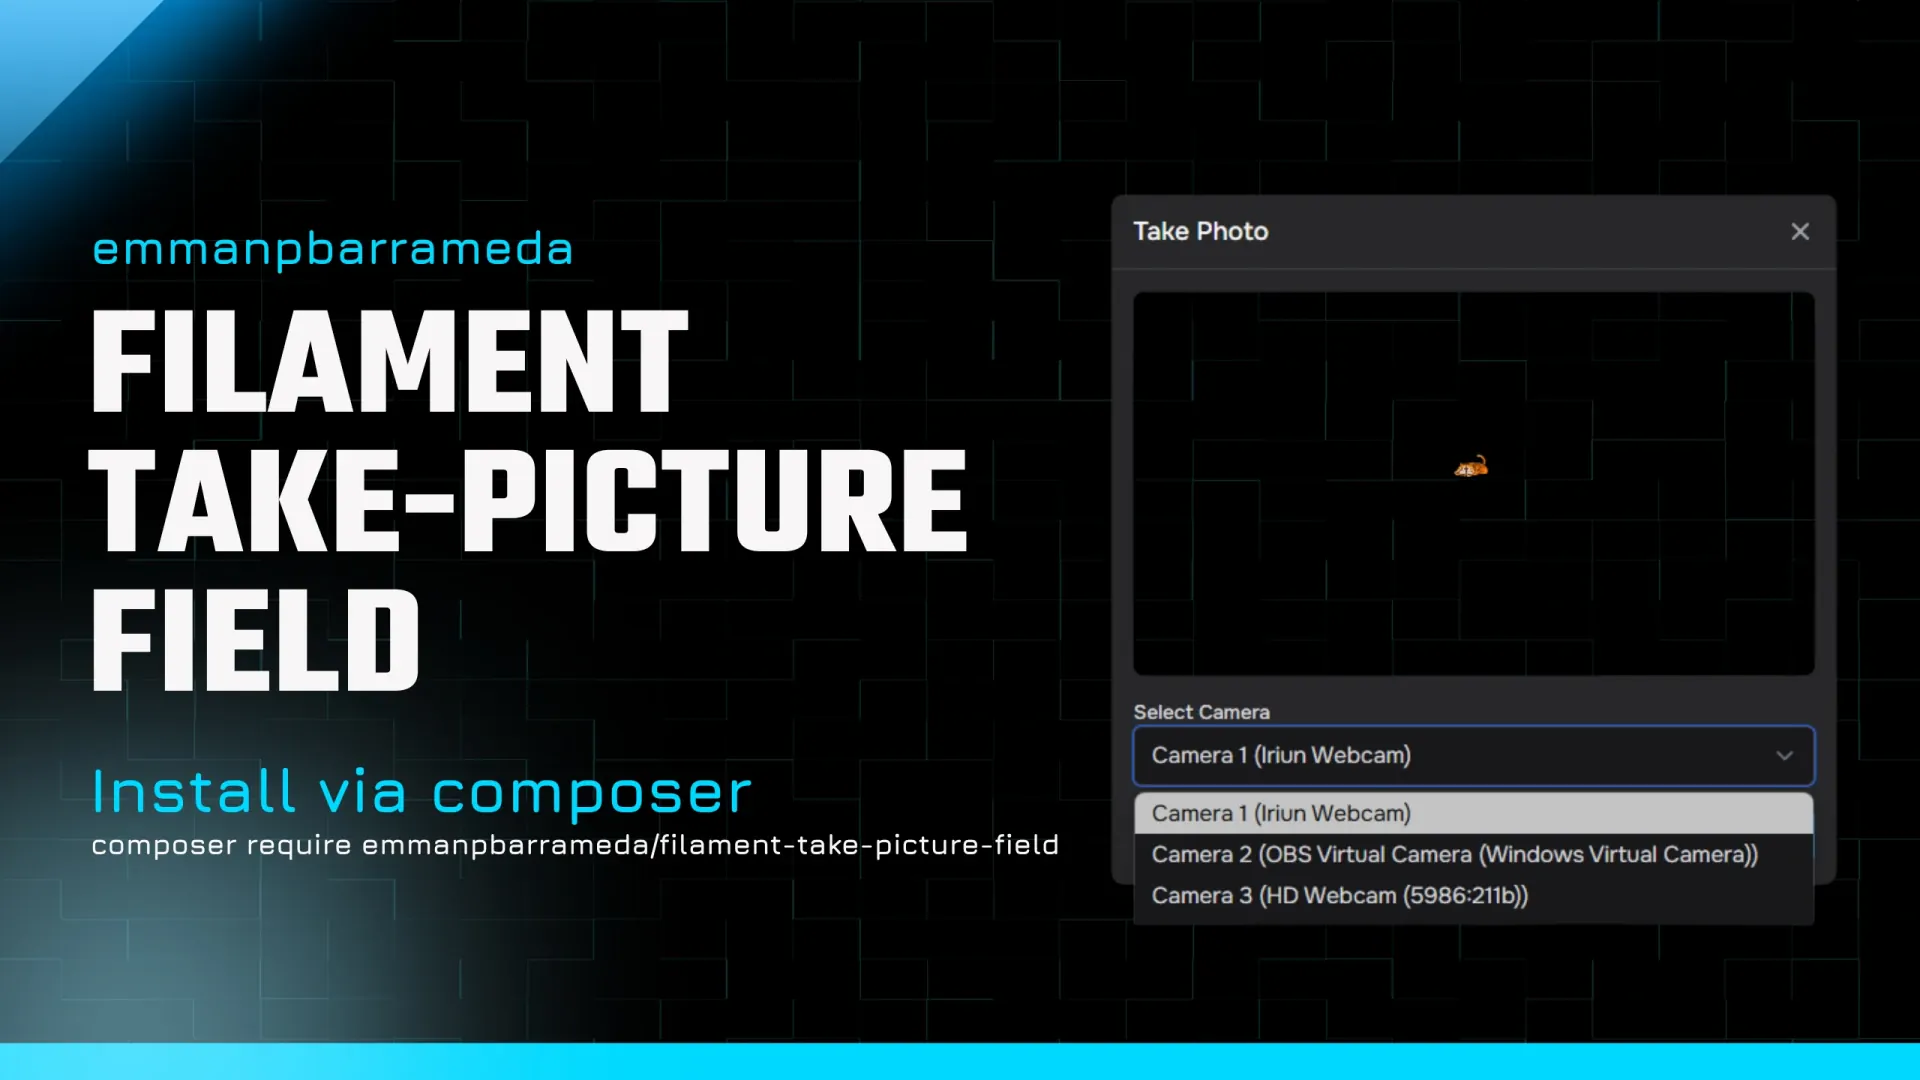 emmanpbarrameda
FILAMENT
TAKE-PICTURE
FIELD
Install via composer
composer require emmanpbarrameda/filament-take-picture-field
Take Photo
Select Camera
Camera 1 (Iriun Webcam)
Camera 1 (Iriun Webcam)
Camera 2 (OBS Virtual Camera (Windows Virtual Camera))
Camera 3 (HD Webcam (5986:211b))